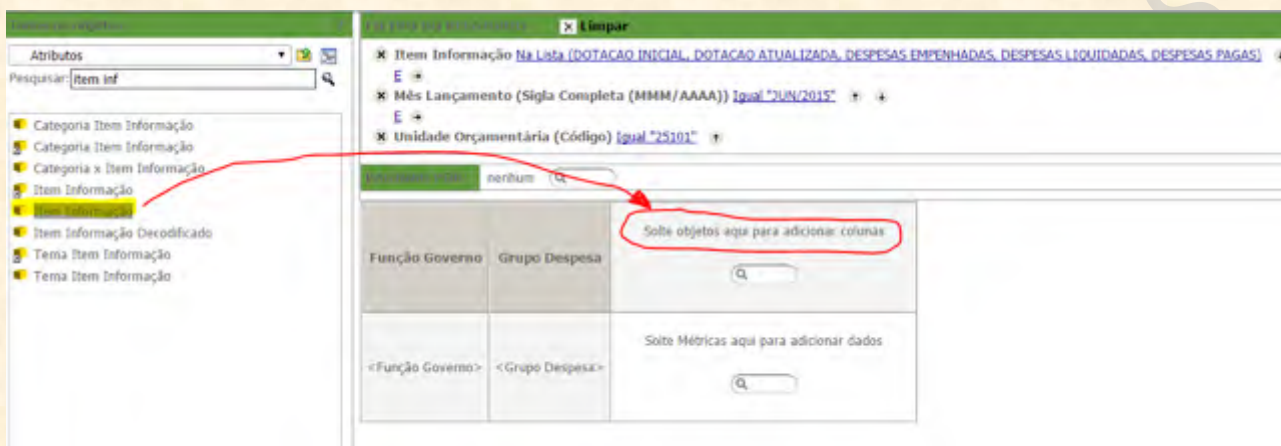 Limpar
Atributos
Pesquisar: item inf
Categoria Item Informação
Categoria Item Informação
Categoria x Item Informação
Item Informação
Item Informação
Item Informação Decodificado
Tema Item Informação
Tema Item Informação
Item Informação Na Lista (DOTACAO INICIAL, DOTACAO ATUALIZADA, DESPESAS EMPENHADAS, DESPESAS LIQUIDADAS, DESPESAS PAGAS)
E
Mês Lançamento (Sigla Completa (MMM/AAAA)) Igual "JUN/2015"
E
Unidade Orçamentária (Código) Igual "25101"
nenhum
Solte objetos aqui para adicionar colunas
Função Governo Grupo Despesa
Solte Métricas aqui para adicionar dados
<Função Governo> <Grupo Despesa>